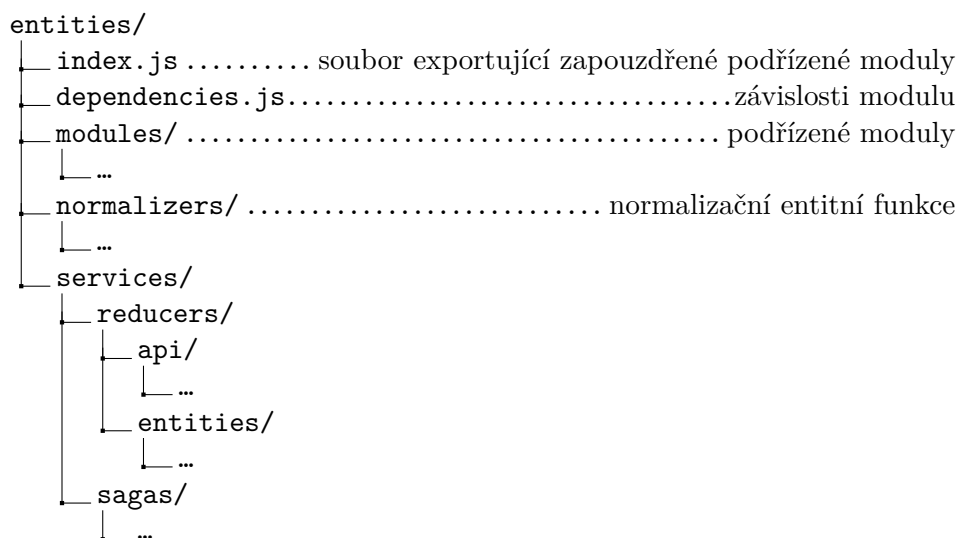 entities/
index.js .......... soubor exportující zapouzdřené podřízené moduly
dependencies.js...................................závislosti modulu
modules/ .......................................... podřízené moduly
…
normalizers/ ............................ normalizační entitní funkce
…
services/
reducers/
api/
…
entities/
…
sagas/
…